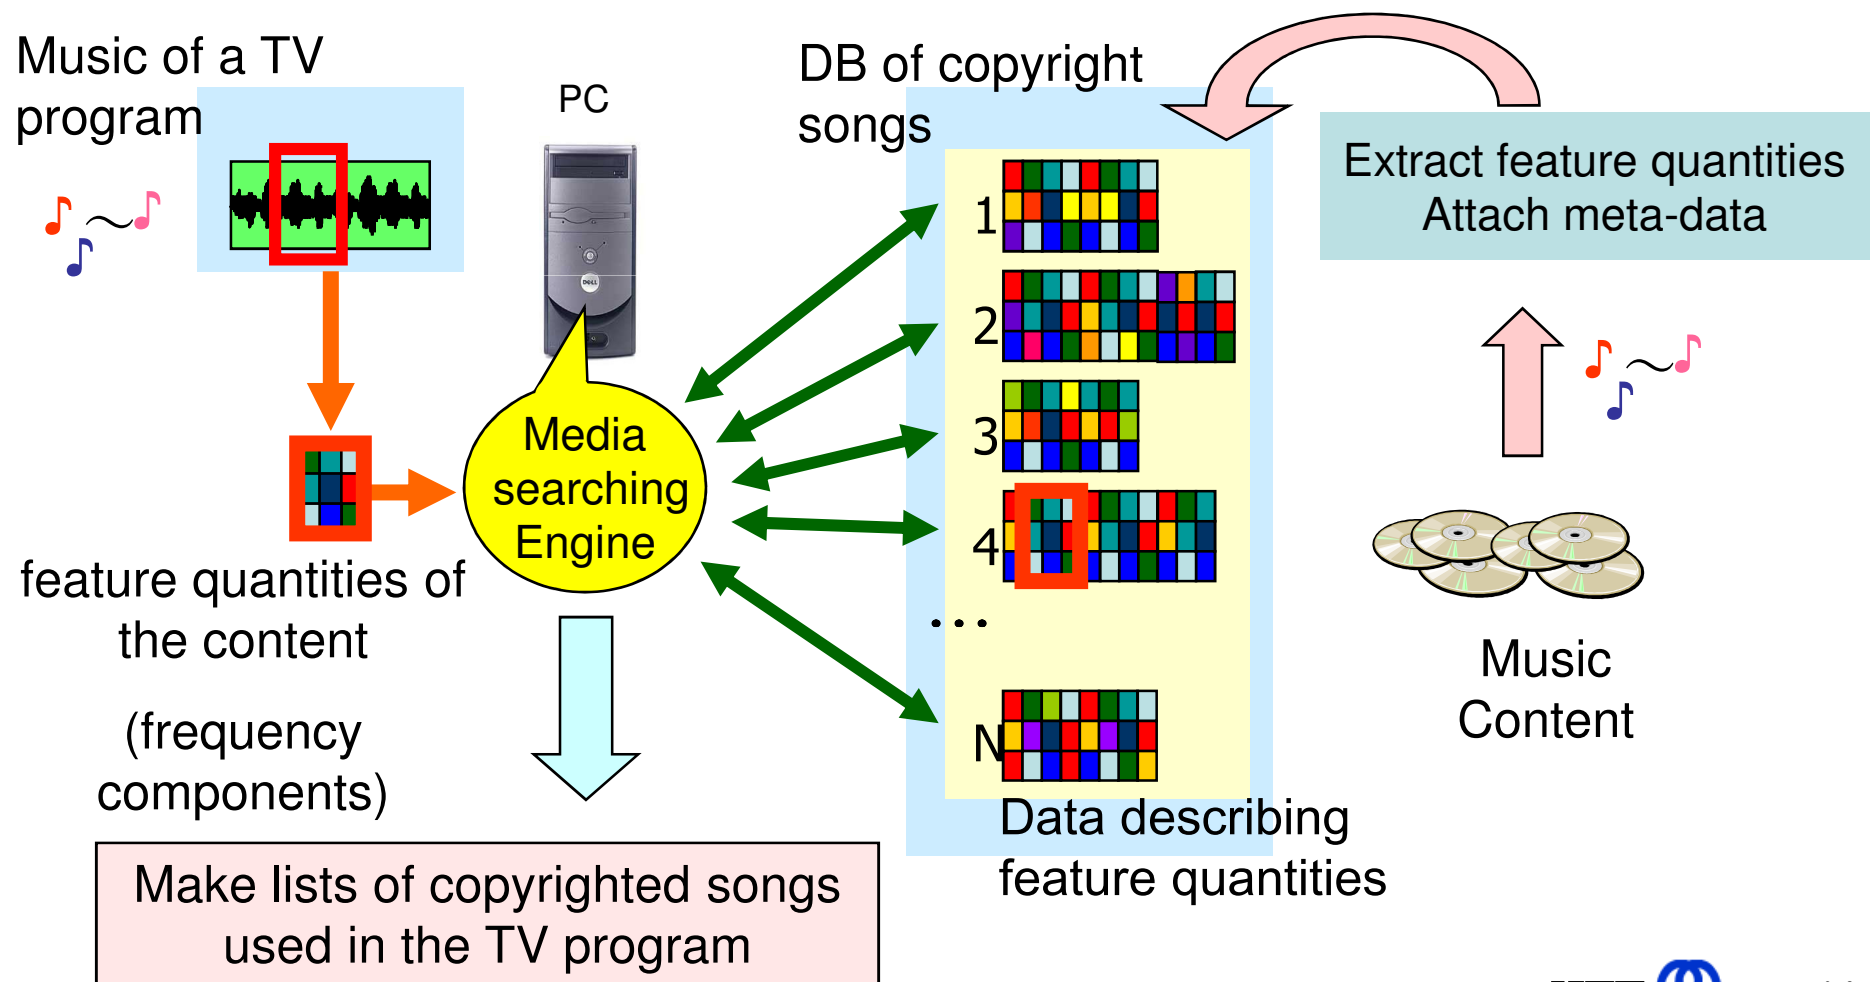 Music of a TV
program
PC
DELL
DB of copyright
songs
Extract feature quantities
Attach meta-data
1
2
3
4
...
N
Media
searching
Engine
feature quantities of
the content
(frequency
components)
Music
Content
Data describing
feature quantities
Make lists of copyrighted songs
used in the TV program